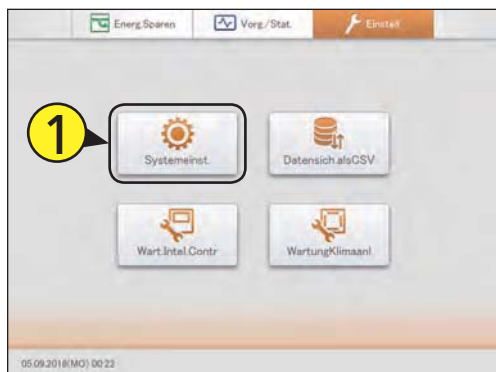 Energ.Sparen Vorg./Stat. Einstell
1
Systemeinst. Datensich.alsCSV
Wart.Intel.Contr WartungKlimaanl.
05.09.2018(MO) 00:22